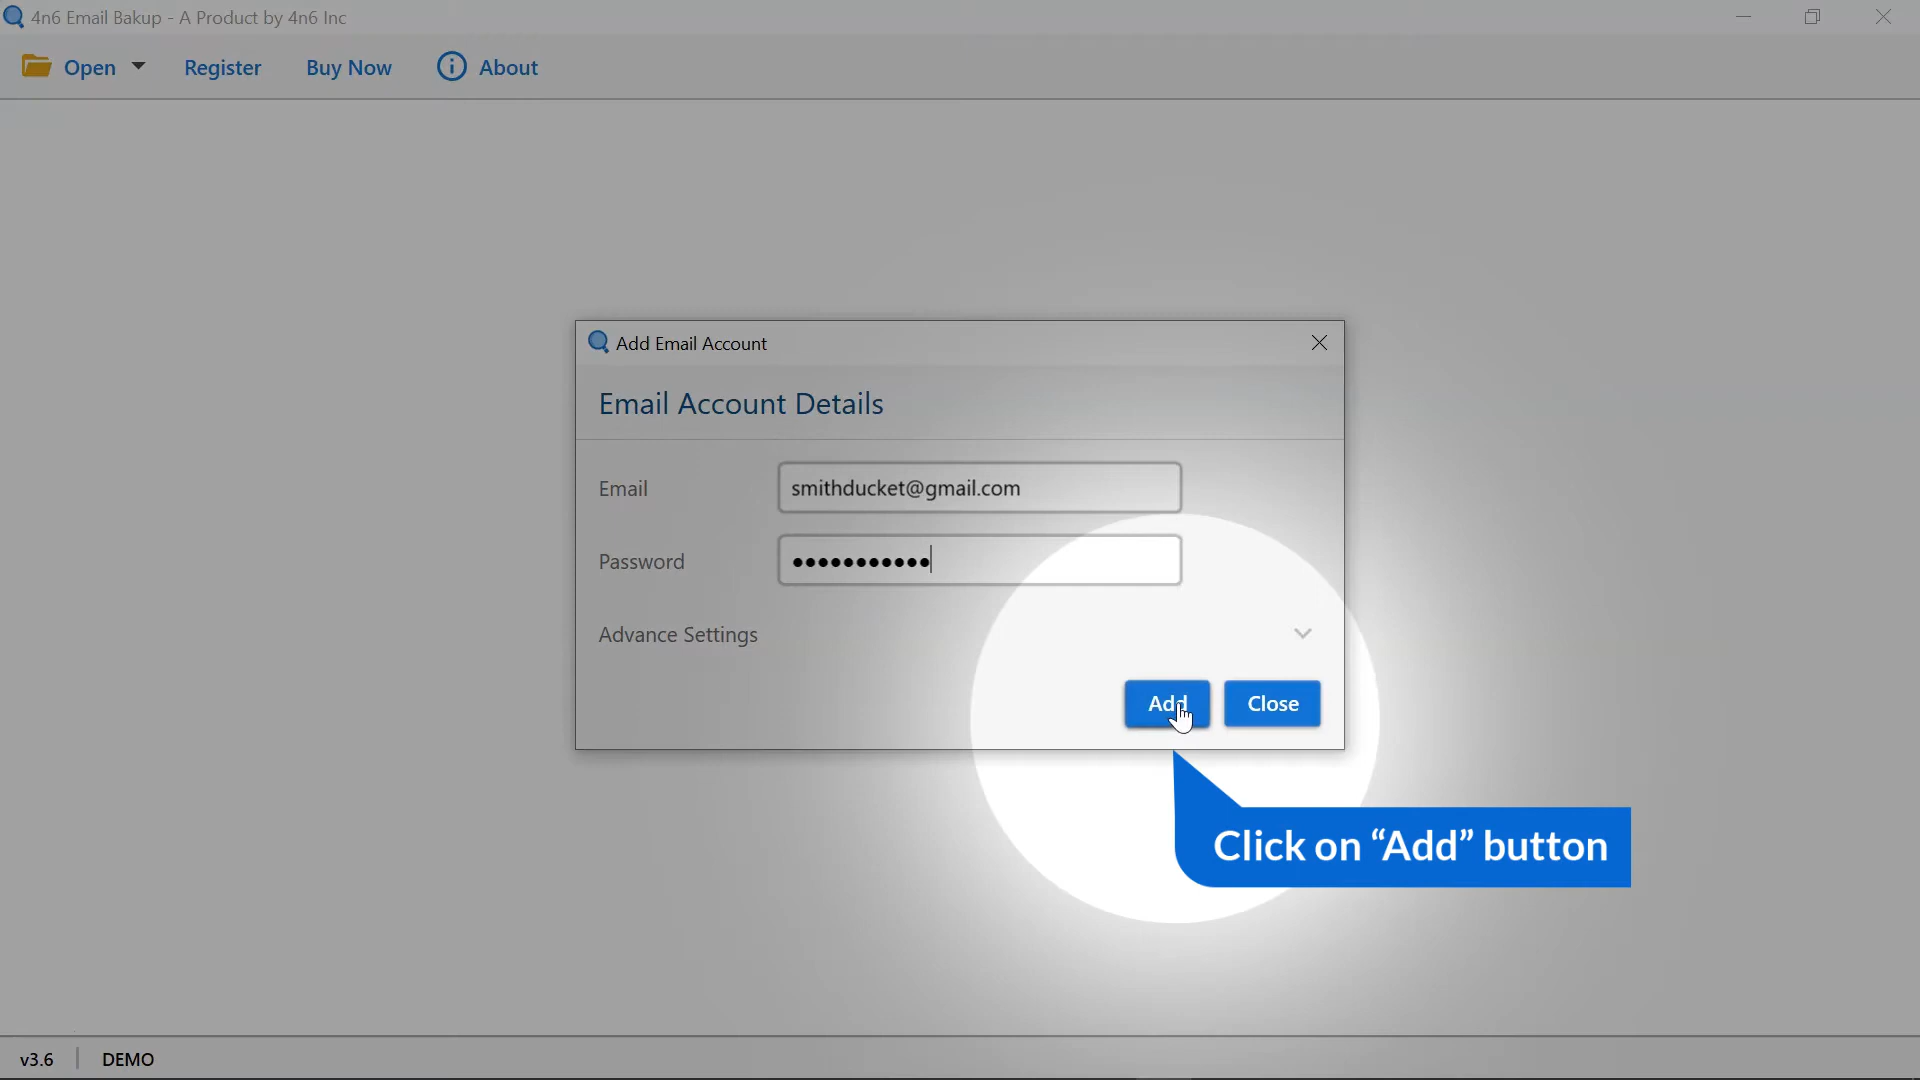 4n6 Email Bakup - A Product by 4n6 Inc
Open Register Buy Now About
Add Email Account
Email Account Details
Email smithducket@gmail.com
Password •••••••••••
Advance Settings
Add Close
Click on “Add” button
v3.6 DEMO